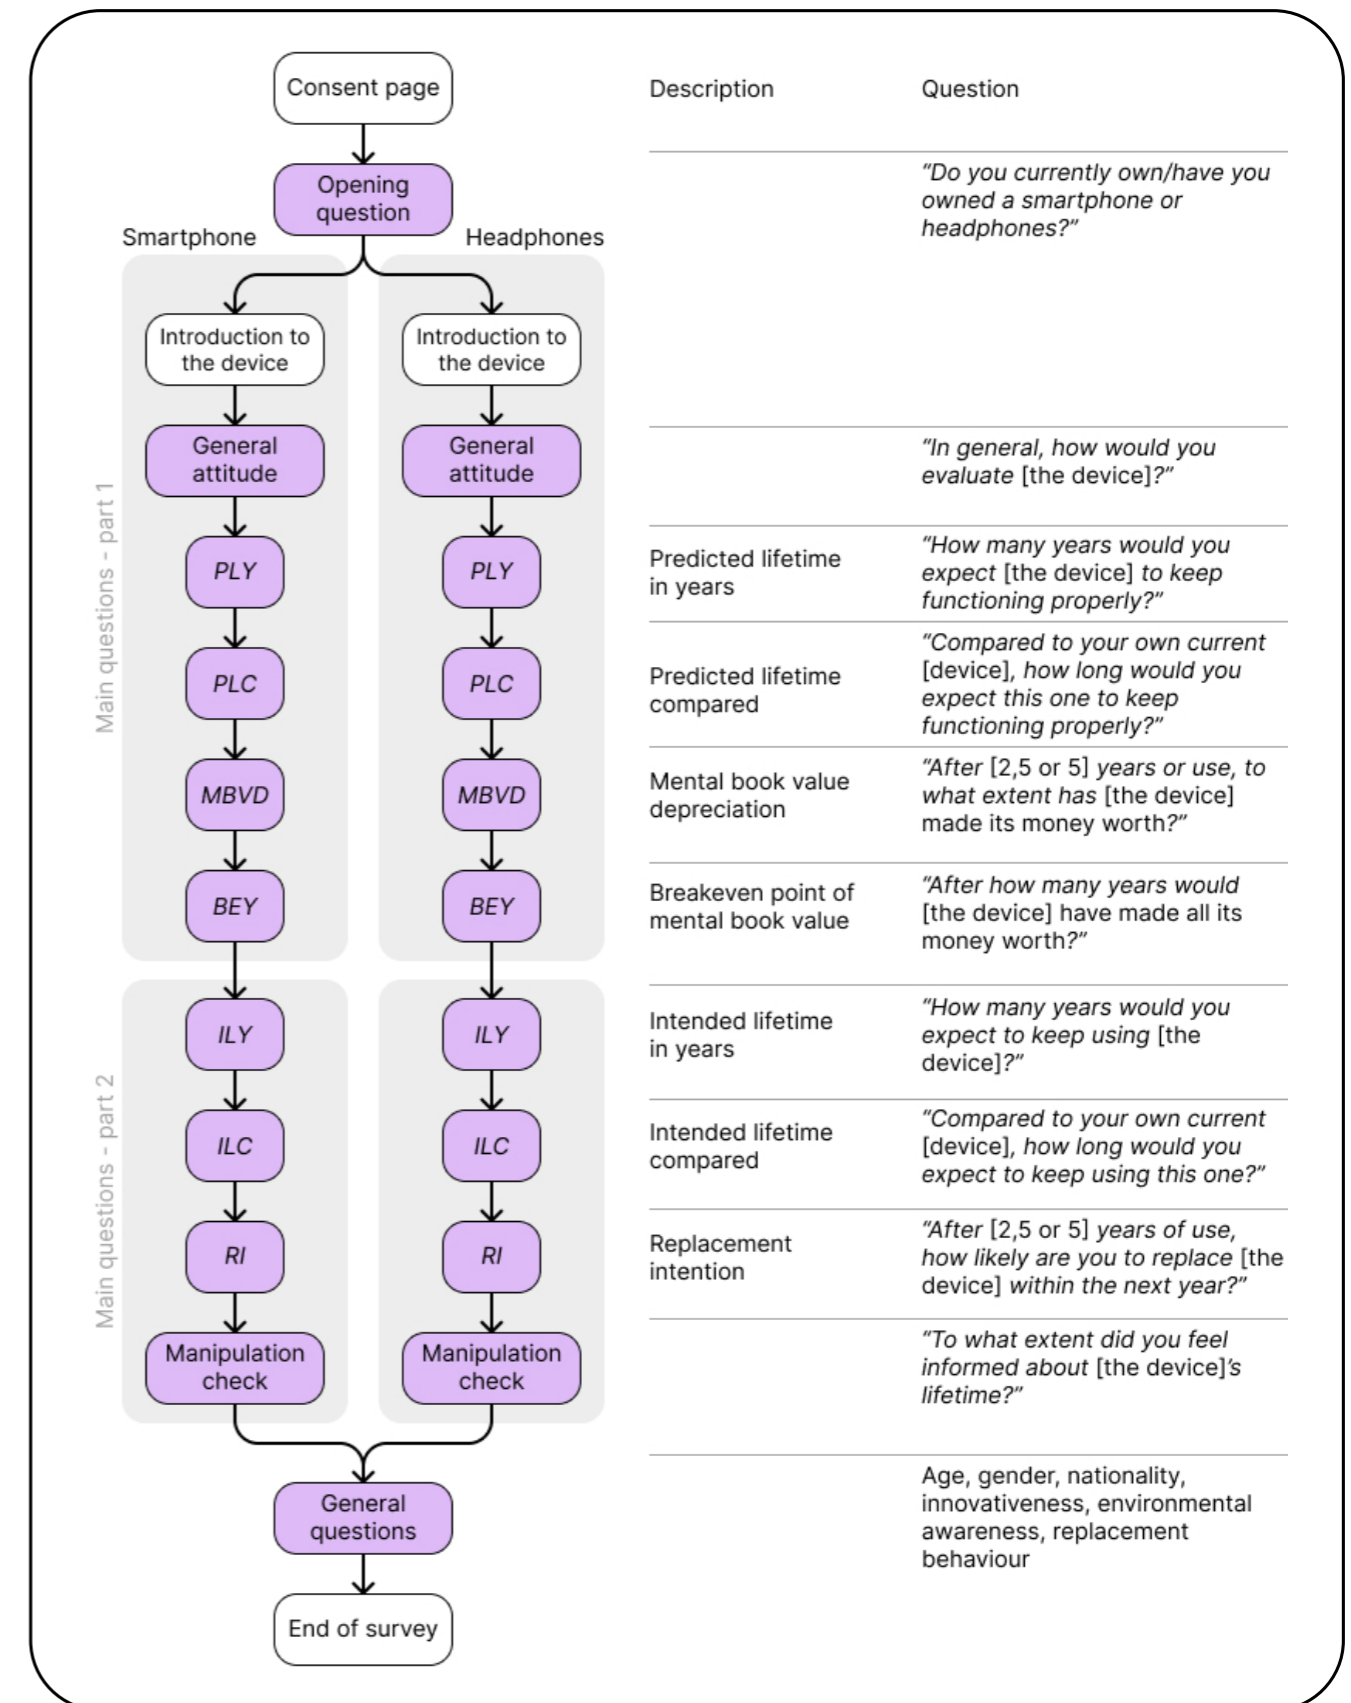 Consent page
Description
Question
Opening
question
"Do you currently own/have you
owned a smartphone or
headphones?"
Smartphone
Headphones
Main questions - part 1
Introduction to
the device
Introduction to
the device
General
attitude
General
attitude
"In general, how would you
evaluate [the device]?"
PLY
PLY
Predicted lifetime
in years
"How many years would you
expect [the device] to keep
functioning properly?"
PLC
PLC
Predicted lifetime
compared
"Compared to your own current
[device], how long would you
expect this one to keep
functioning properly?"
MBVD
MBVD
Mental book value
depreciation
"After [2,5 or 5] years or use, to
what extent has [the device]
made its money worth?"
BEY
BEY
Breakeven point of
mental book value
"After how many years would
[the device] have made all its
money worth?"
Main questions - part 2
ILY
ILY
Intended lifetime
in years
"How many years would you
expect to keep using [the
device]?"
ILC
ILC
Intended lifetime
compared
"Compared to your own current
[device], how long would you
expect to keep using this one?"
RI
RI
Replacement
intention
"After [2,5 or 5] years of use,
how likely are you to replace [the
device] within the next year?"
Manipulation
check
Manipulation
check
"To what extent did you feel
informed about [the device]'s
lifetime?"
General
questions
Age, gender, nationality,
innovativeness, environmental
awareness, replacement
behaviour
End of survey